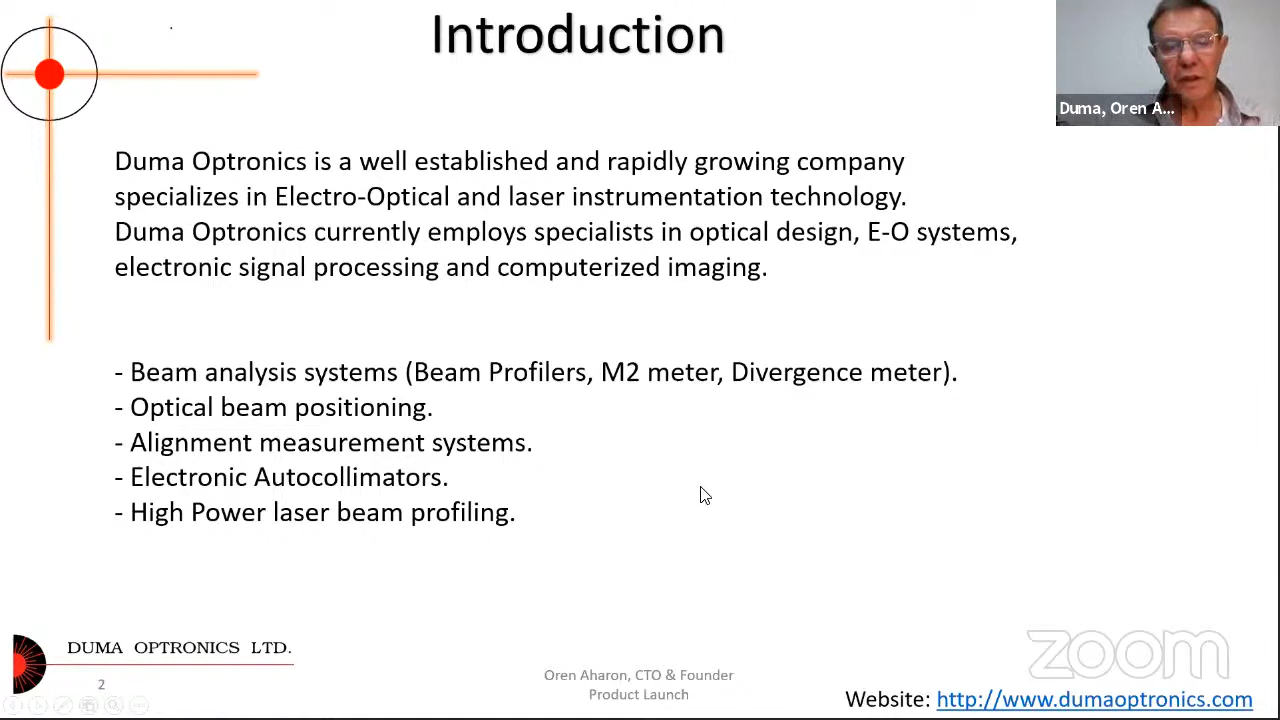 Introduction
Duma, Oren A...
Duma Optronics is a well established and rapidly growing company
specializes in Electro-Optical and laser instrumentation technology.
Duma Optronics currently employs specialists in optical design, E-O systems,
electronic signal processing and computerized imaging.
- Beam analysis systems (Beam Profilers, M2 meter, Divergence meter).
- Optical beam positioning.
- Alignment measurement systems.
- Electronic Autocollimators.
- High Power laser beam profiling.
DUMA OPTRONICS LTD.
2
Oren Aharon, CTO & Founder
Product Launch
zoom
Website: http://www.dumaoptronics.com